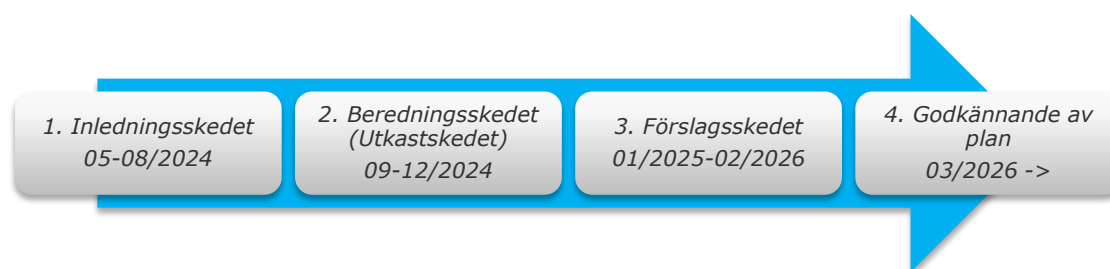 1. Inledningsskedet
05-08/2024
2. Beredningsskedet
(Utkastskedet)
09-12/2024
3. Förslagsskedet
01/2025-02/2026
4. Godkännande av
plan
03/2026 ->